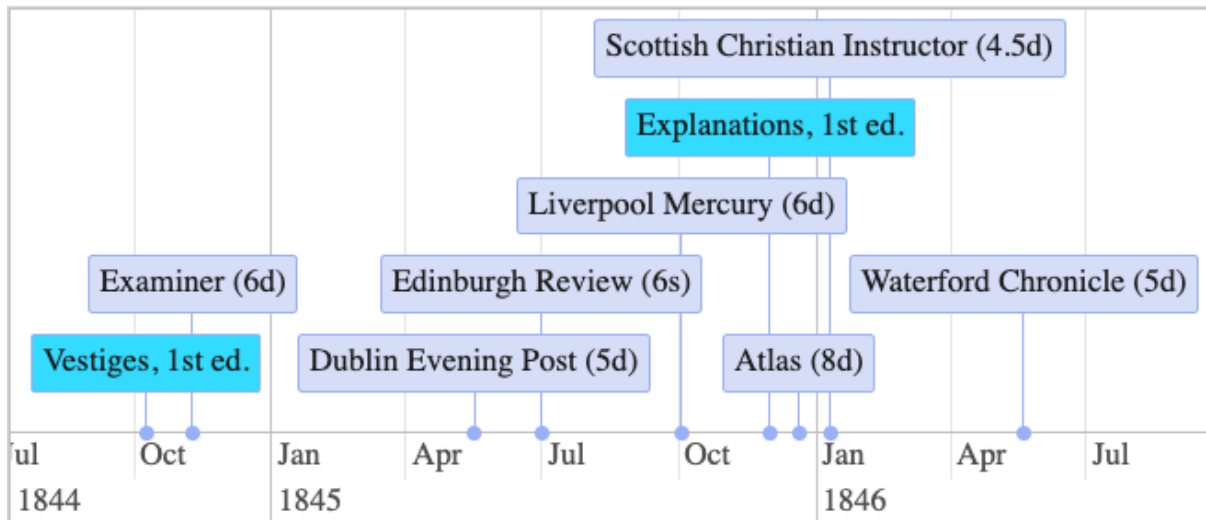 Scottish Christian Instructor (4.5d)
Explanations, 1st ed.
Liverpool Mercury (6d)
Examiner (6d)
Edinburgh Review (6s)
Waterford Chronicle (5d)
Vestiges, 1st ed.
Dublin Evening Post (5d)
Atlas (8d)
Jul Oct Jan Apr Jul Oct Jan Apr Jul
1844 1845 1846